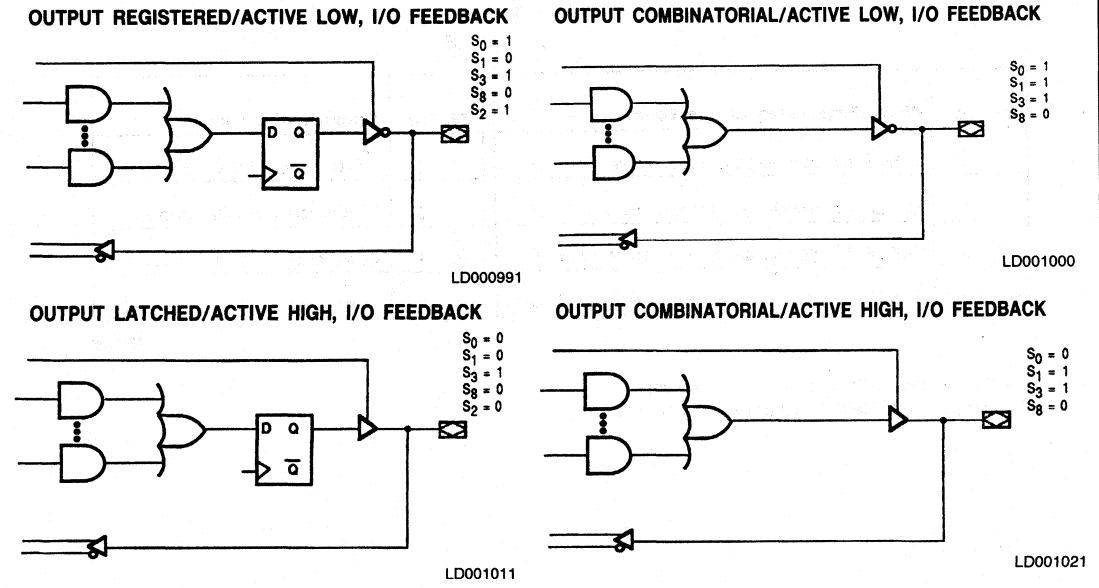 OUTPUT REGISTERED/ACTIVE LOW, I/O FEEDBACK
S0 = 1
S1 = 0
S3 = 1
S8 = 0
S2 = 1
D Q
Q̅
LD000991
OUTPUT COMBINATORIAL/ACTIVE LOW, I/O FEEDBACK
S0 = 1
S1 = 1
S3 = 1
S8 = 0
LD001000
OUTPUT LATCHED/ACTIVE HIGH, I/O FEEDBACK
S0 = 0
S1 = 0
S3 = 1
S8 = 0
S2 = 0
D Q
Q̅
LD001011
OUTPUT COMBINATORIAL/ACTIVE HIGH, I/O FEEDBACK
S0 = 0
S1 = 1
S3 = 1
S8 = 0
LD001021